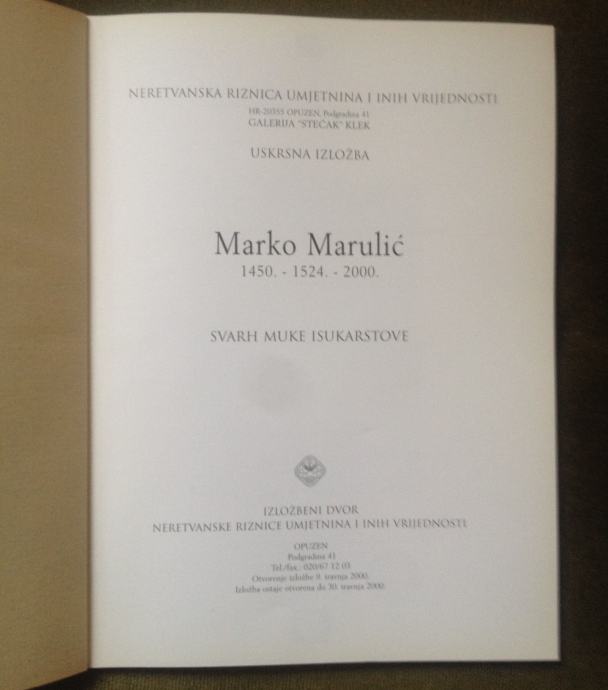 NERETVANSKA RIZNICA UMJETNINA I INIH VRIJEDNOSTI
HR-20355 OPUZEN, Podgradina 41
GALERIJA "STEĆAK" KLEK
USKRSNA IZLOŽBA
Marko Marulić
1450. - 1524. - 2000.
SVARH MUKE ISUKARSTOVE
IZLOŽBENI DVOR
NERETVANSKE RIZNICE UMJETNINA I INIH VRIJEDNOSTI
OPUZEN
Podgradina 41
Tel./fax.: 020/67 12 03
Otvorenje izložbe 9. travnja 2000.
Izložba ostaje otvorena do 30. travnja 2000.